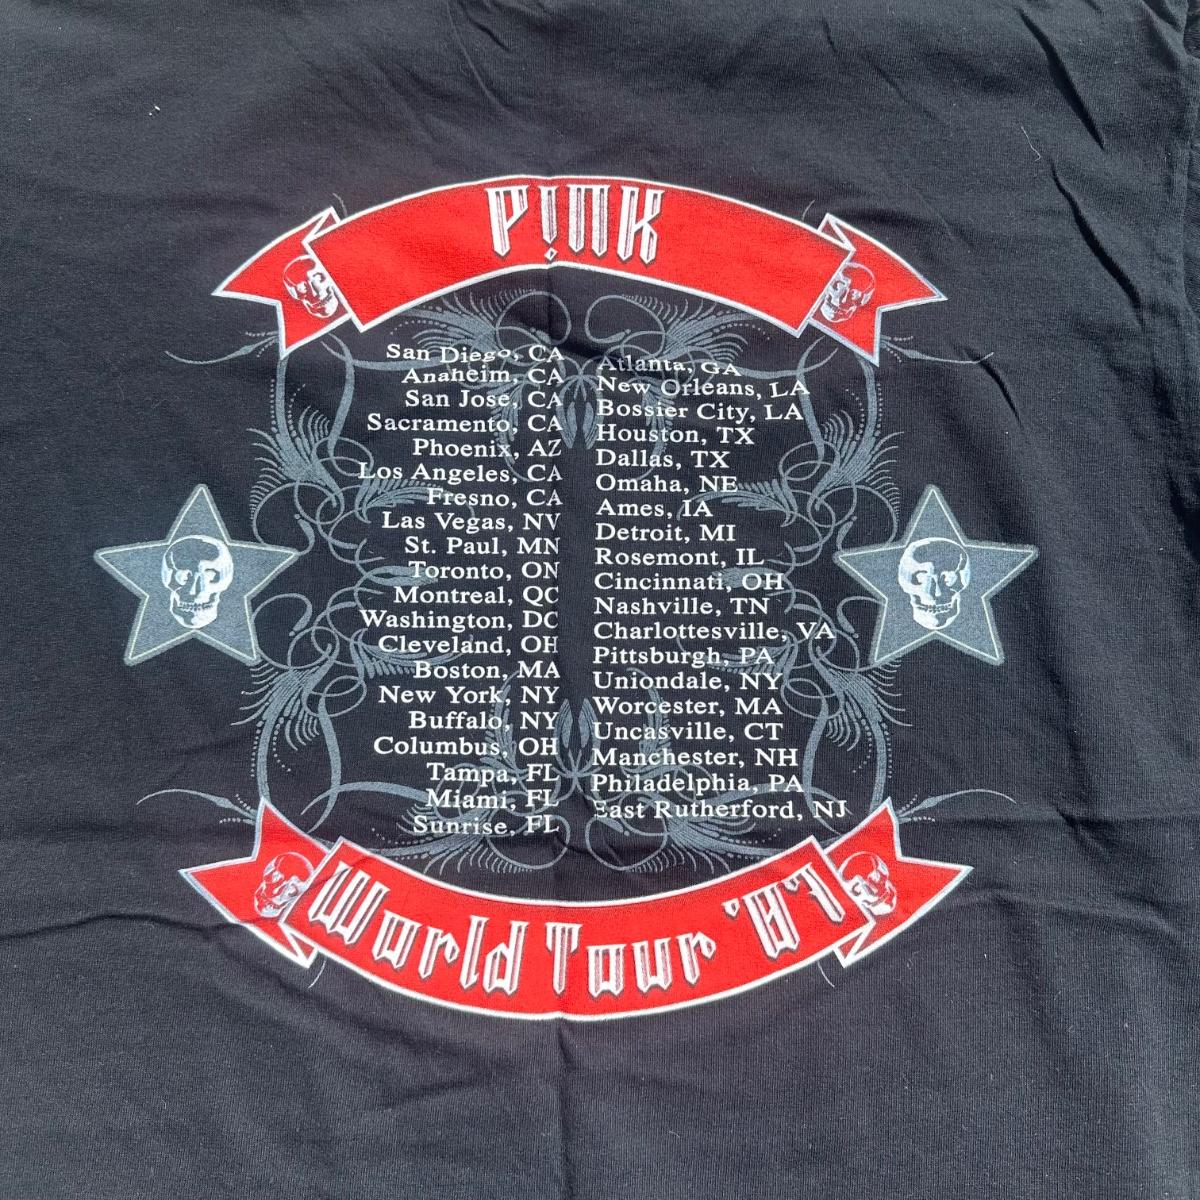 P!NK
San Diego, CA
Anaheim, CA
San Jose, CA
Sacramento, CA
Phoenix, AZ
Los Angeles, CA
Fresno, CA
Las Vegas, NV
St. Paul, MN
Toronto, ON
Montreal, QC
Washington, DC
Cleveland, OH
Boston, MA
New York, NY
Buffalo, NY
Columbus, OH
Tampa, FL
Miami, FL
Sunrise, FL
Atlanta, GA
New Orleans, LA
Bossier City, LA
Houston, TX
Dallas, TX
Omaha, NE
Ames, IA
Detroit, MI
Rosemont, IL
Cincinnati, OH
Nashville, TN
Charlottesville, VA
Pittsburgh, PA
Uniondale, NY
Worcester, MA
Uncasville, CT
Manchester, NH
Philadelphia, PA
East Rutherford, NJ
World Tour '07